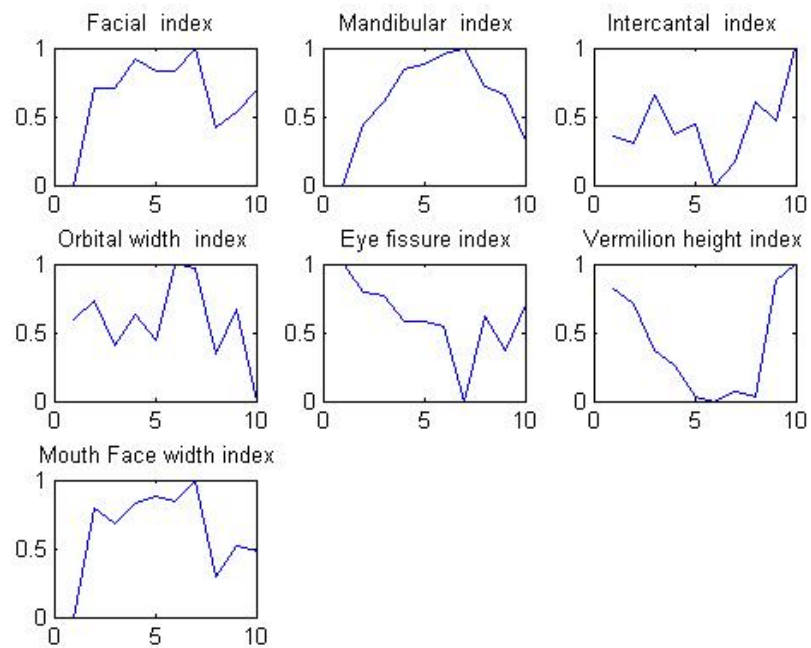 Facial index
Mandibular index
Intercantal index
1
0.5
0
0 5 10
1
0.5
0
0 5 10
1
0.5
0
0 5 10
Orbital width index
Eye fissure index
Vermilion height index
1
0.5
0
0 5 10
1
0.5
0
0 5 10
1
0.5
0
0 5 10
Mouth Face width index
1
0.5
0
0 5 10